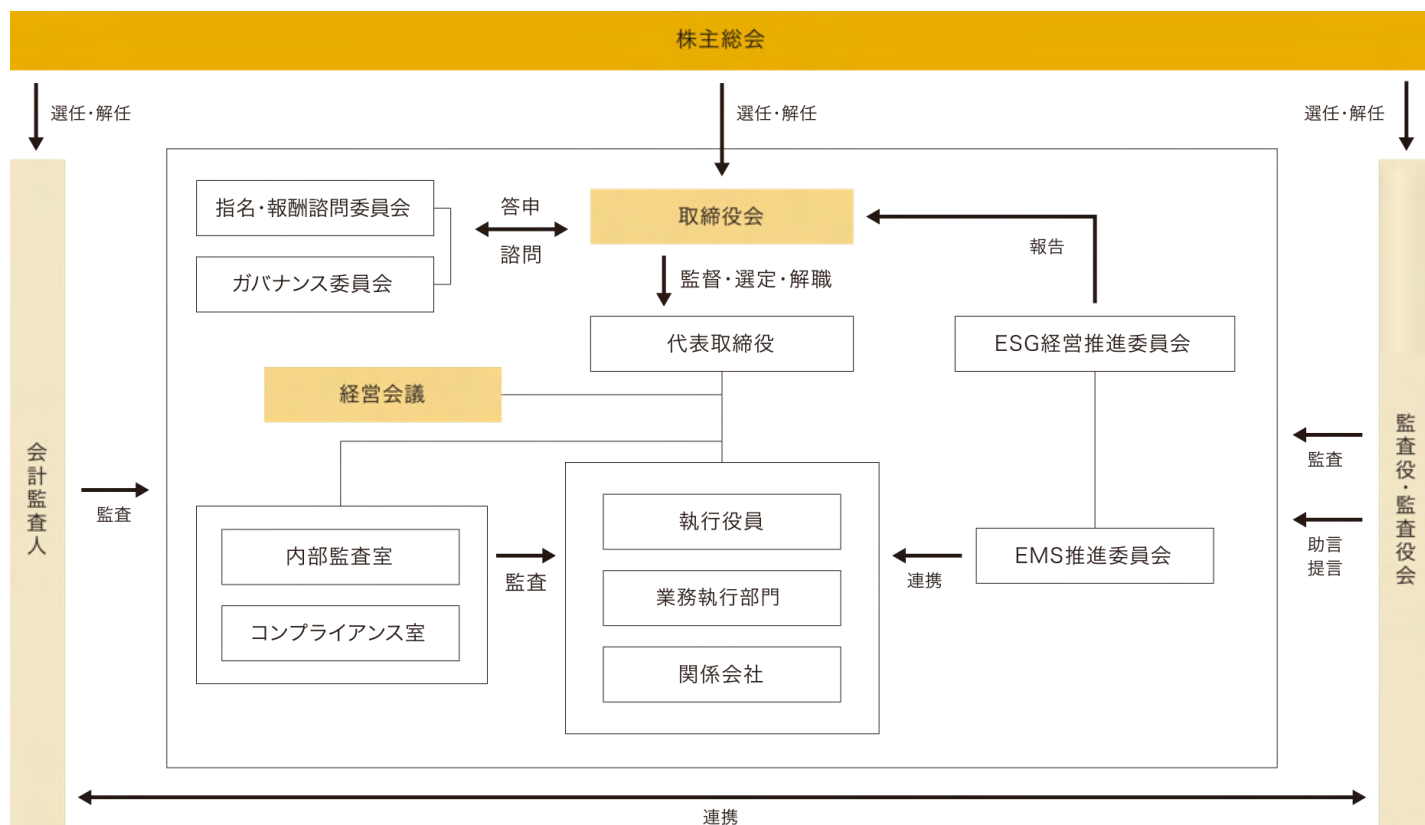 株主総会
選任・解任
選任・解任
選任・解任
指名・報酬諮問委員会
答申
取締役会
諮問
報告
ガバナンス委員会
監督・選定・解職
代表取締役
ESG経営推進委員会
経営会議
会計監査人
監査
監査役・監査役会
監査
助言
提言
執行役員
内部監査室
監査
EMS推進委員会
連携
業務執行部門
コンプライアンス室
関係会社
連携